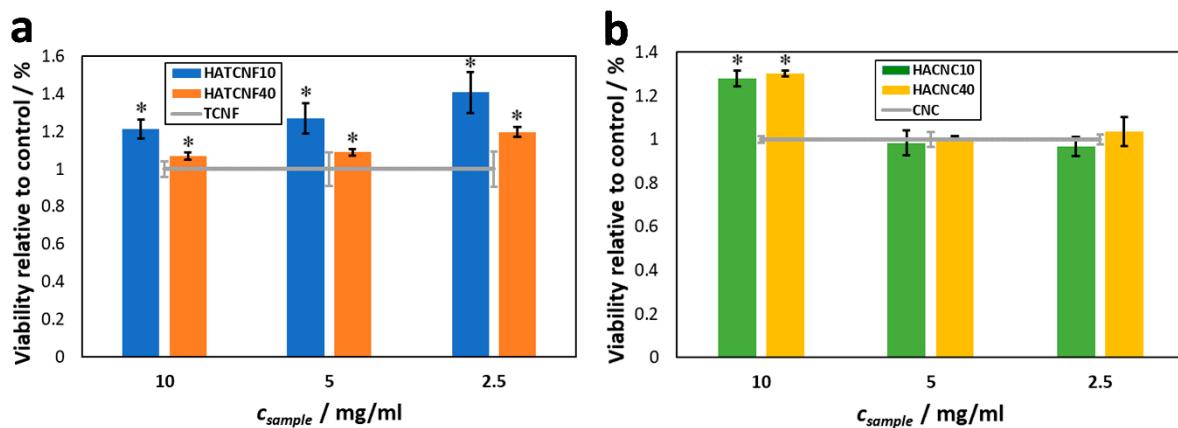 a
Viability relative to control / %
1.6
1.4
1.2
1
0.8
0.6
0.4
0.2
0
HATCNF10
HATCNF40
TCNF
* * * * * *
10 5 2.5
c_sample / mg/ml
b
Viability relative to control / %
1.4
1.2
1
0.8
0.6
0.4
0.2
0
HACNC10
HACNC40
CNC
* *
10 5 2.5
c_sample / mg/ml